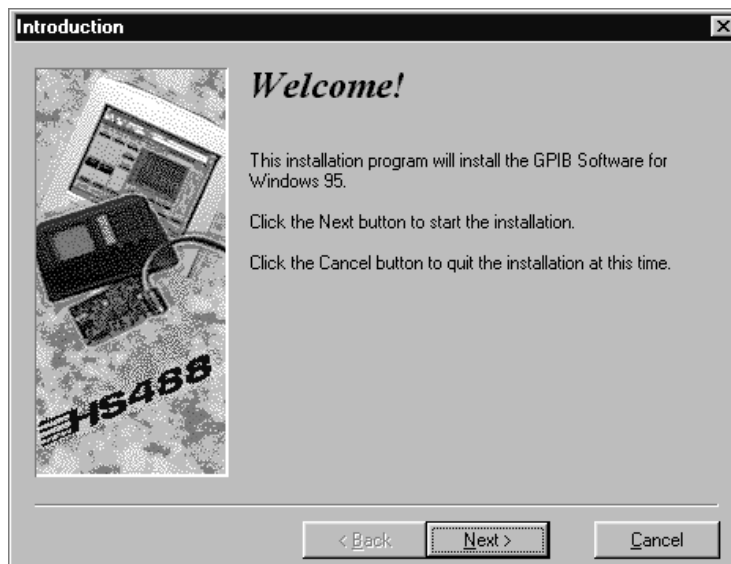 Introduction
Welcome!
This installation program will install the GPIB Software for
Windows 95.
Click the Next button to start the installation.
Click the Cancel button to quit the installation at this time.
HS488
< Back
Next >
Cancel